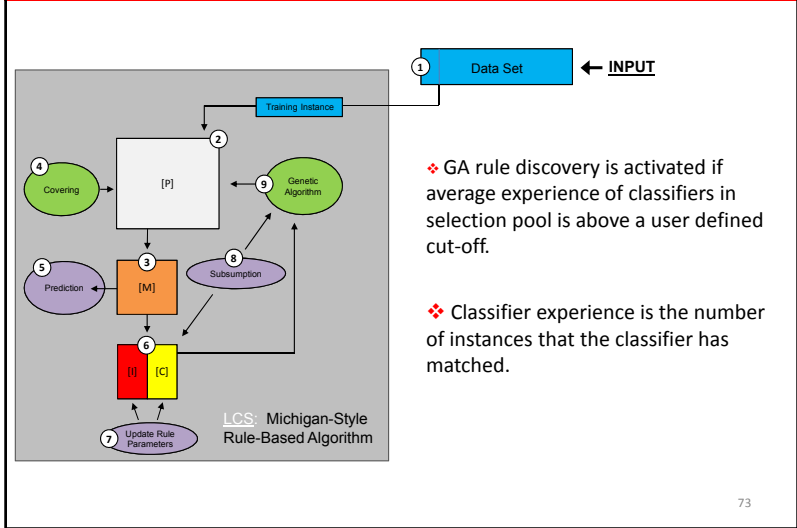 1
Data Set
INPUT
Training Instance
2
4
Covering
[P]
9
Genetic
Algorithm
3
5
Prediction
[M]
8
Subsumption
6
[I]
[C]
7
Update Rule
Parameters
LCS: Michigan-Style
Rule-Based Algorithm
GA rule discovery is activated if
average experience of classifiers in
selection pool is above a user defined
cut-off.
Classifier experience is the number
of instances that the classifier has
matched.
73